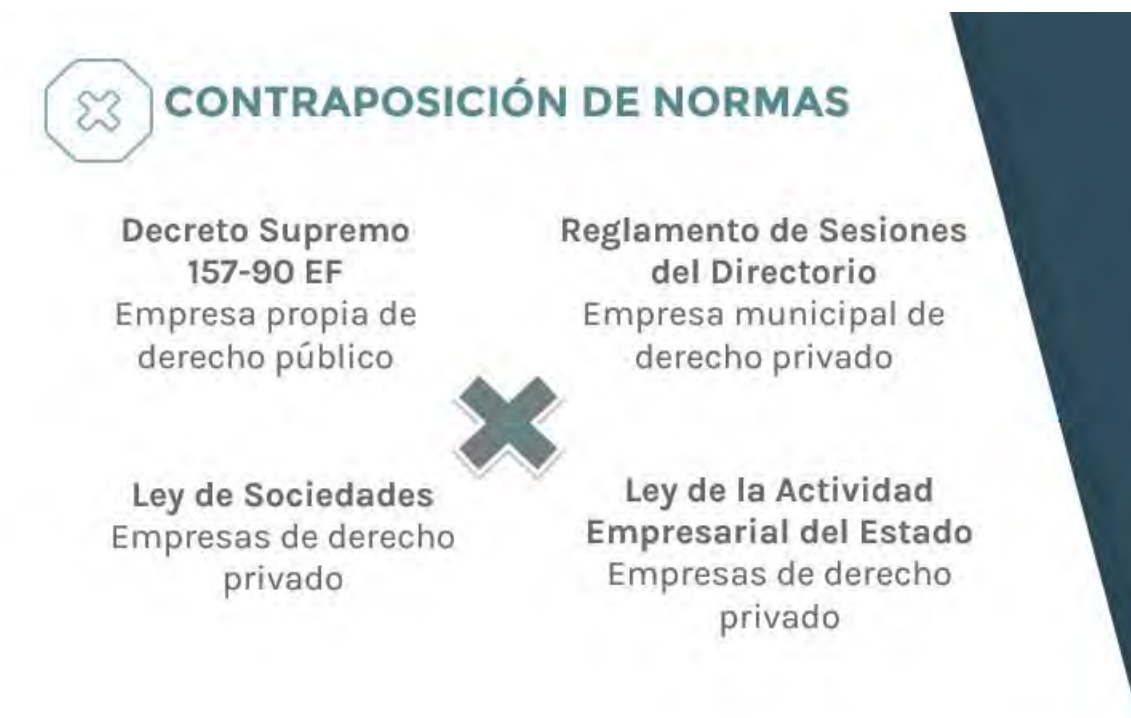 CONTRAPOSICIÓN DE NORMAS
Decreto Supremo
157-90 EF
Empresa propia de
derecho público
Reglamento de Sesiones
del Directorio
Empresa municipal de
derecho privado
Ley de Sociedades
Empresas de derecho
privado
Ley de la Actividad
Empresarial del Estado
Empresas de derecho
privado